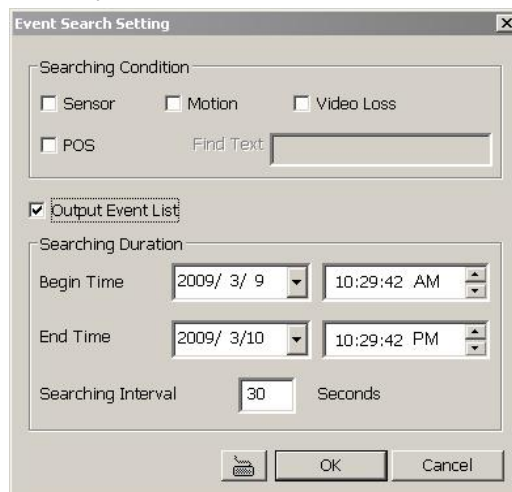 Event Search Setting
Searching Condition
Sensor Motion Video Loss
POS Find Text
Output Event List
Searching Duration
Begin Time 2009/ 3/ 9 10:29:42 AM
End Time 2009/ 3/10 10:29:42 PM
Searching Interval 30 Seconds
OK Cancel